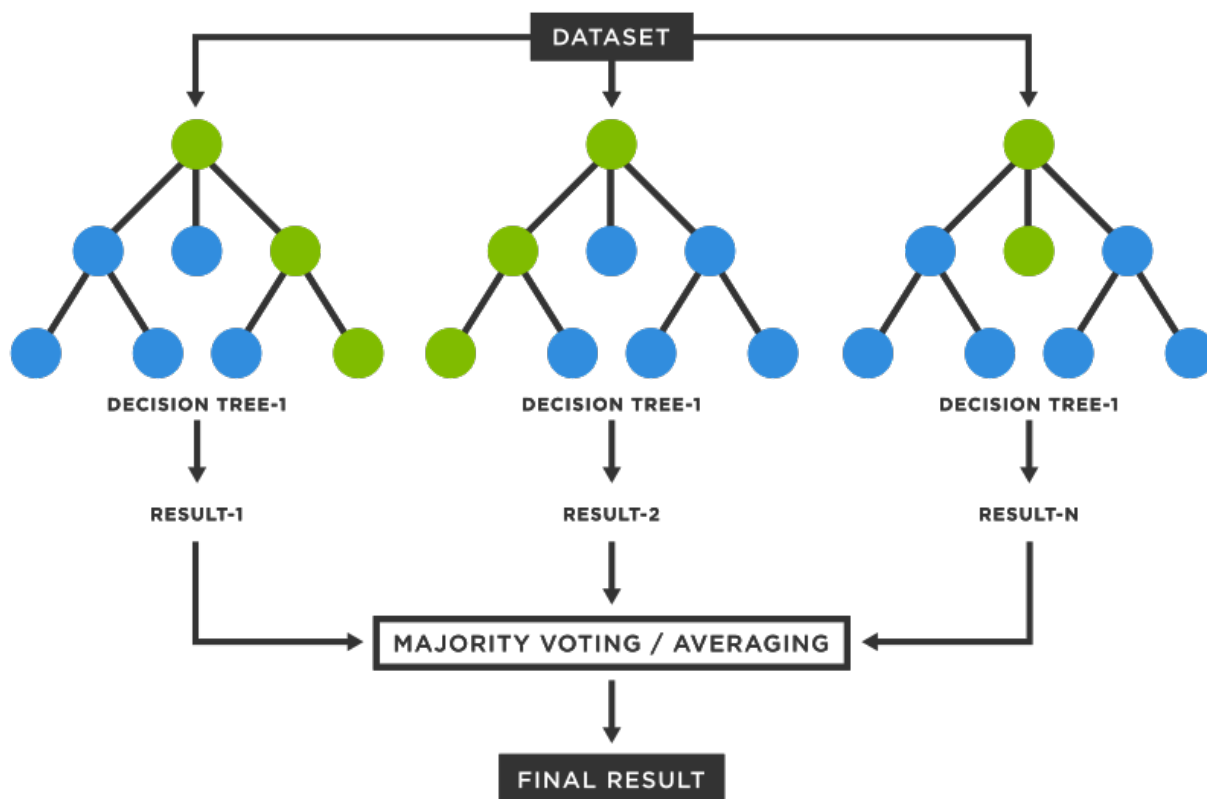 DATASET
DECISION TREE-1
DECISION TREE-1
DECISION TREE-1
RESULT-1
RESULT-2
RESULT-N
MAJORITY VOTING / AVERAGING
FINAL RESULT